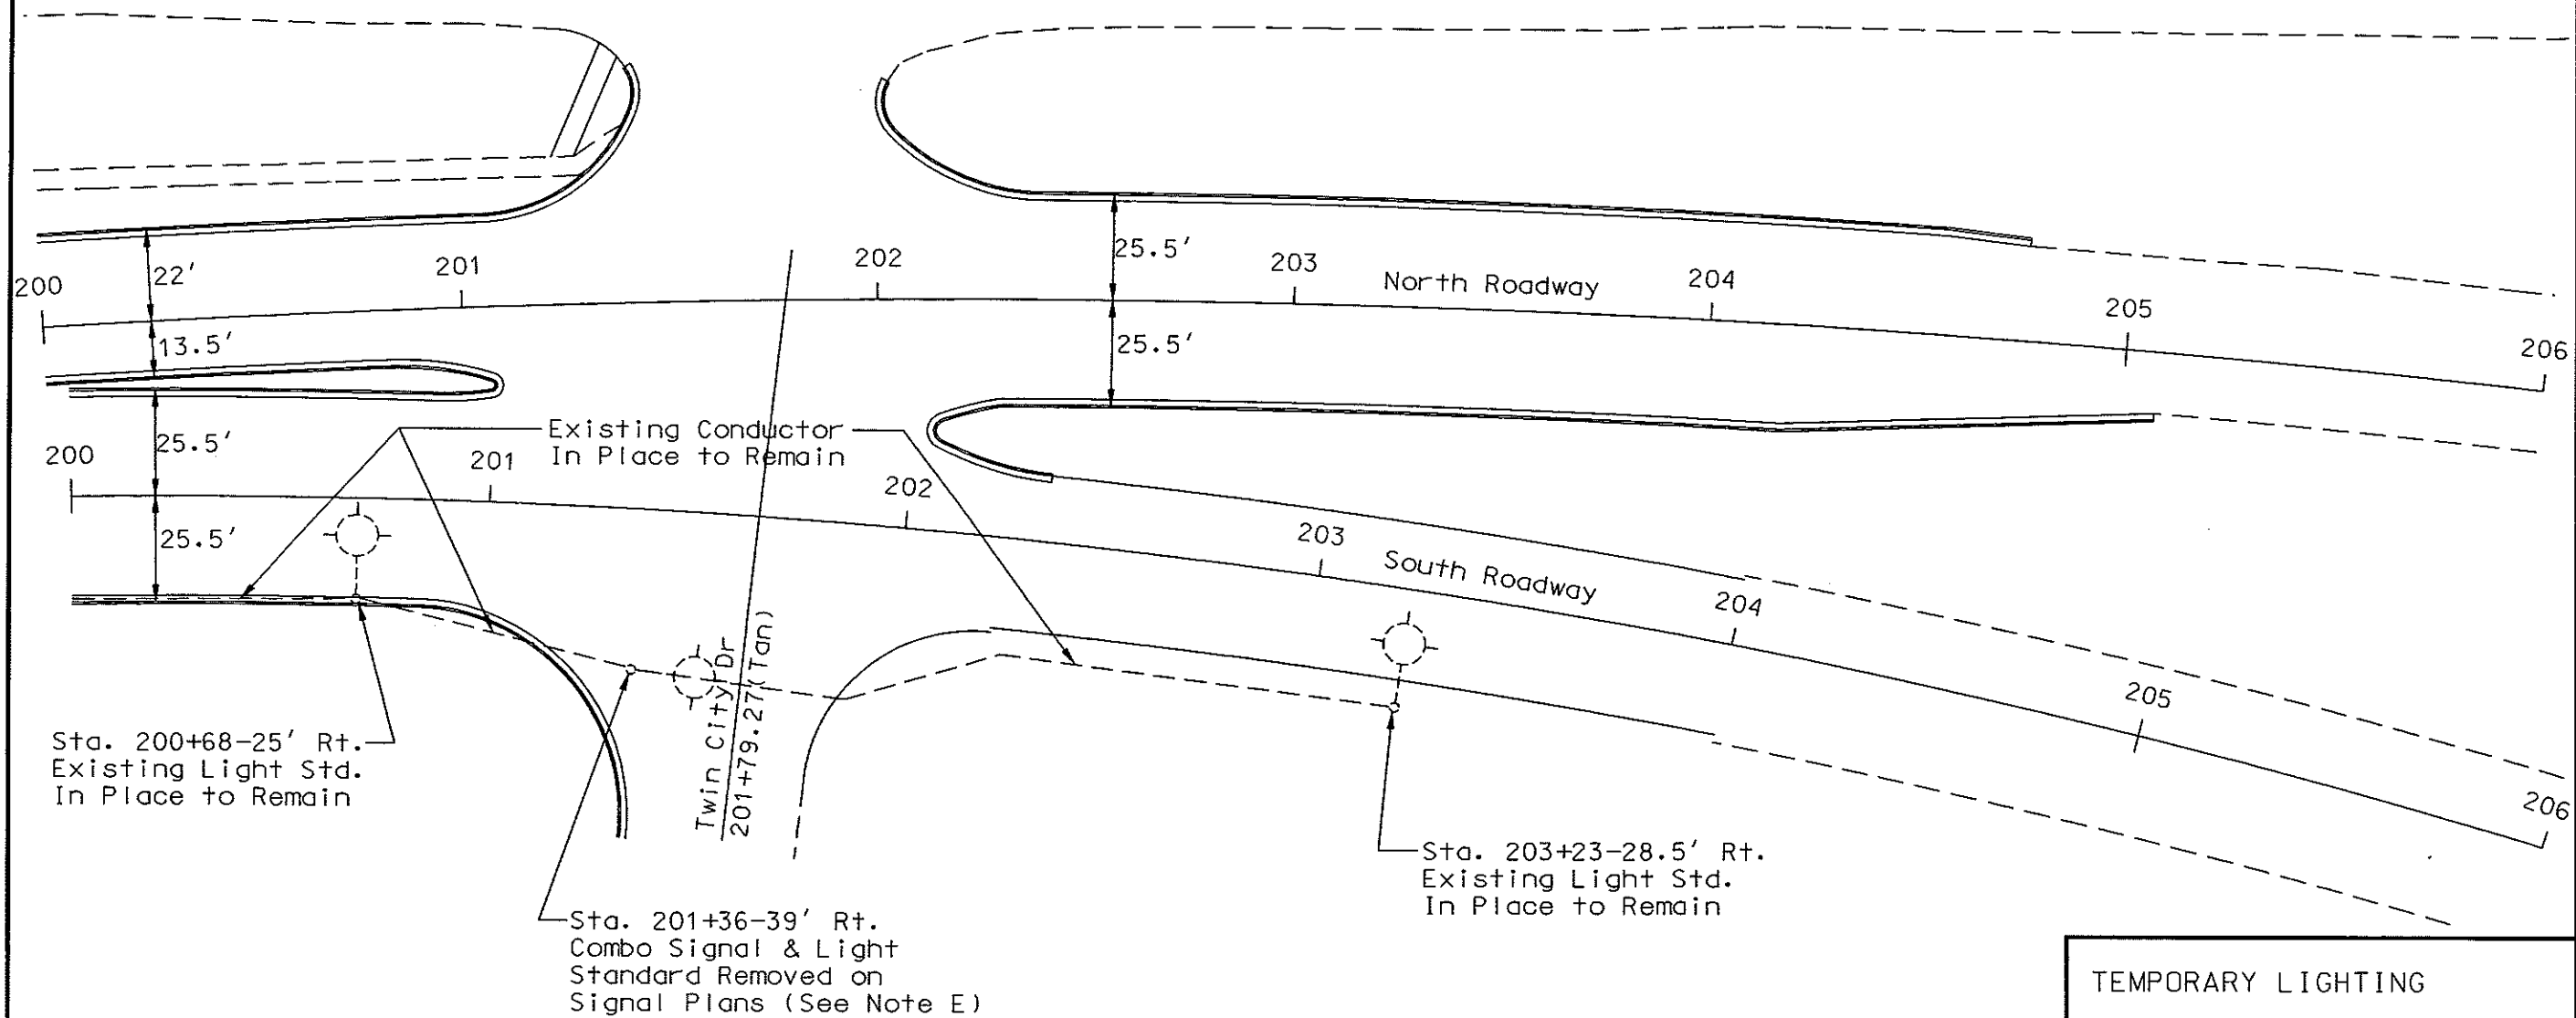 200
22'
201
202
25.5'
203
North Roadway
204
205
206
13.5'
25.5'
200
25.5'
201
Existing Conductor
In Place to Remain
202
25.5'
203
South Roadway
204
205
206
Twin City Dr
201+79.27(Tan)
Sta. 200+68-25' Rt.
Existing Light Std.
In Place to Remain
Sta. 203+23-28.5' Rt.
Existing Light Std.
In Place to Remain
Sta. 201+36-39' Rt.
Combo Signal & Light
Standard Removed on
Signal Plans (See Note E)
TEMPORARY LIGHTING